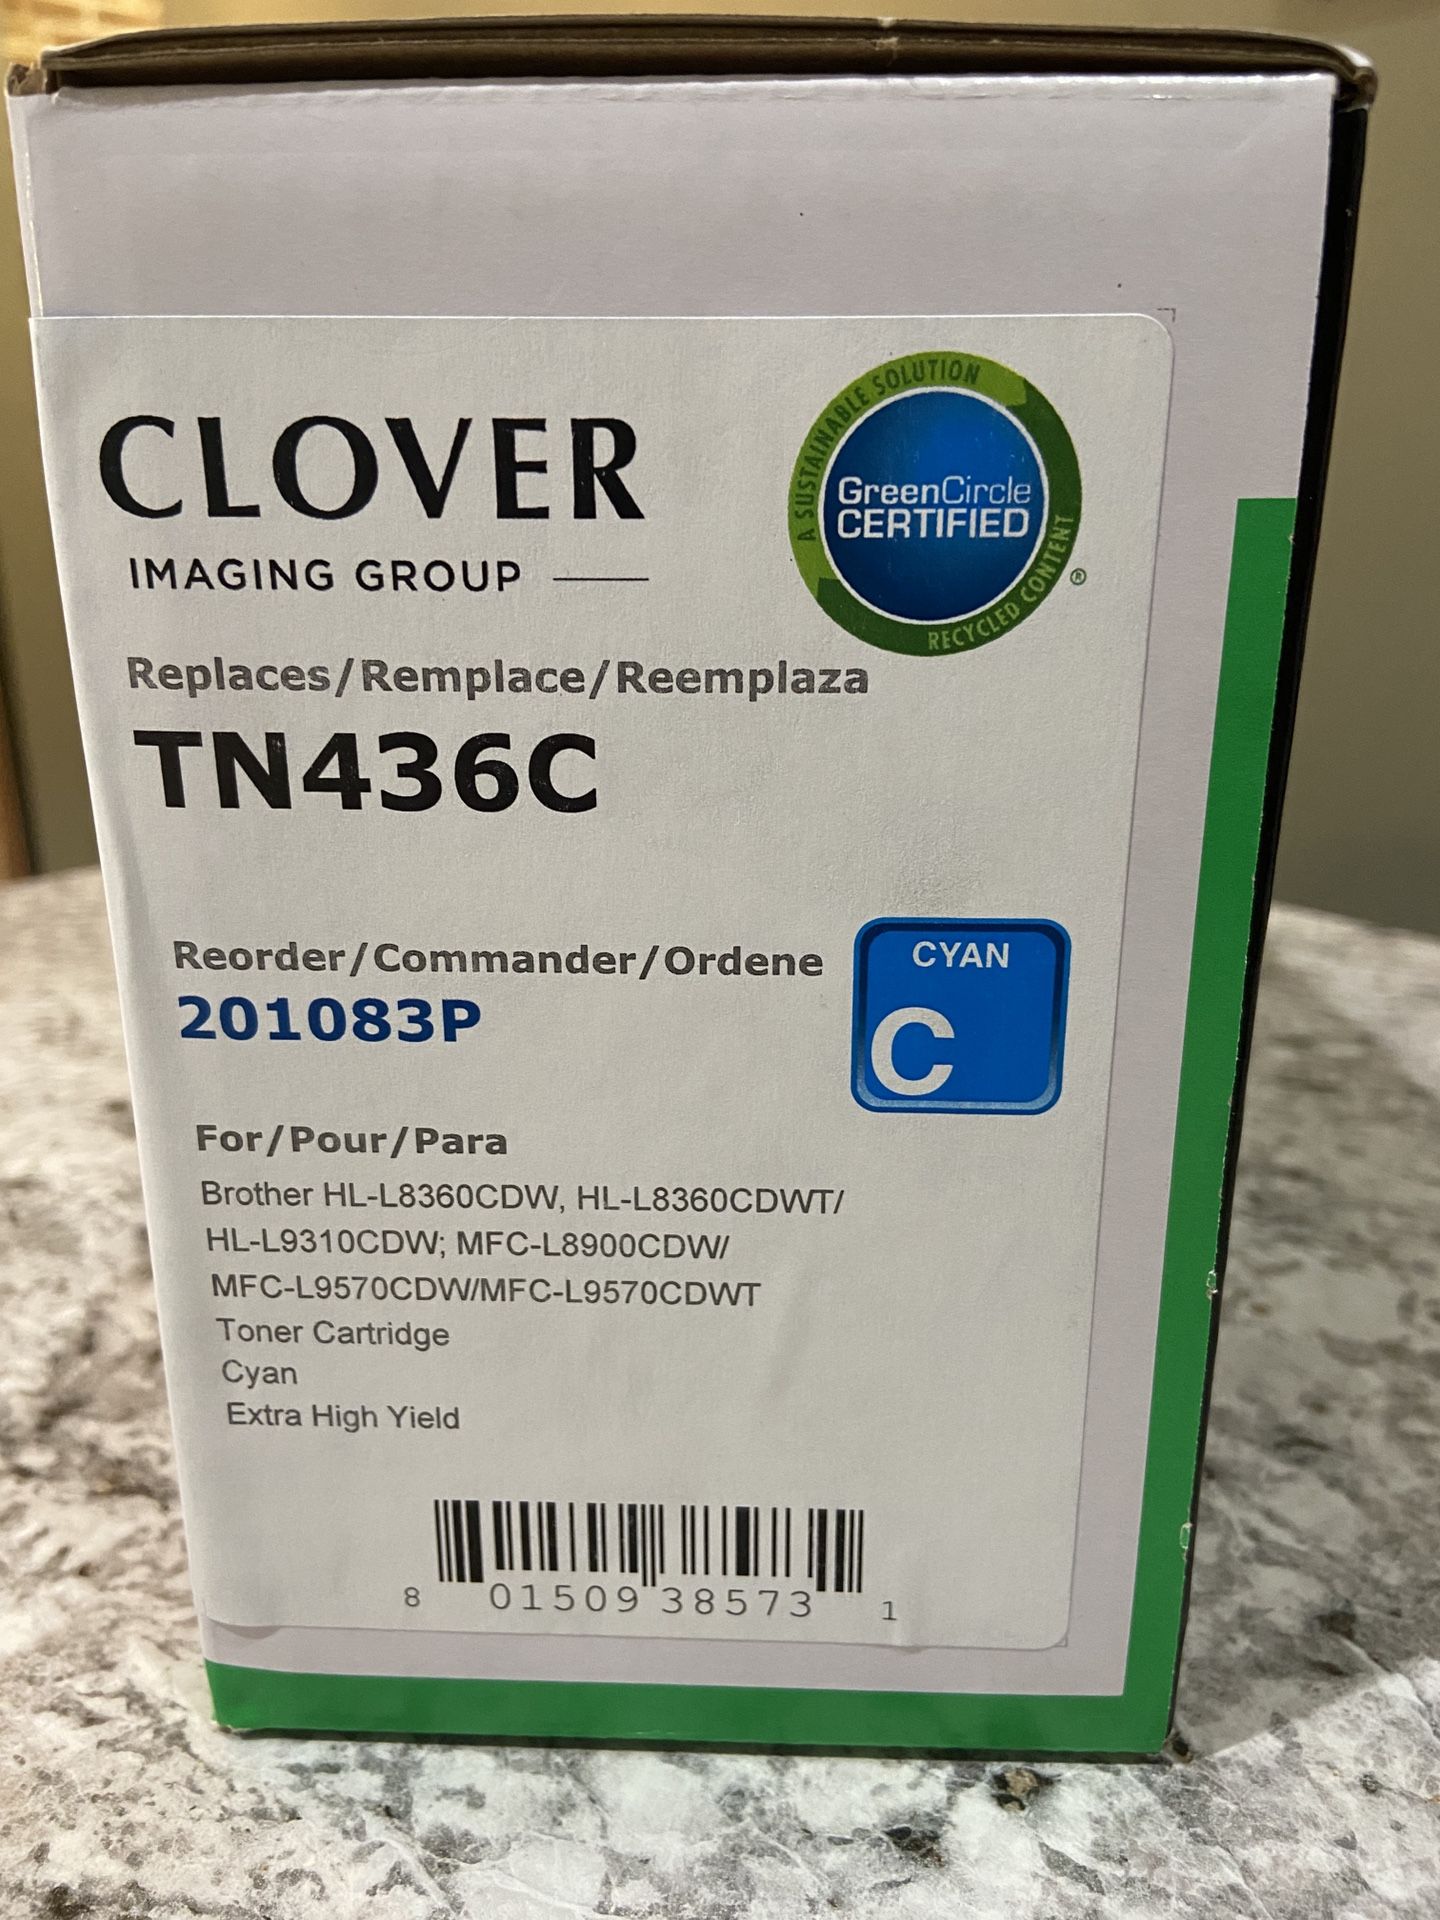 CLOVER
IMAGING GROUP
A SUSTAINABLE SOLUTION
GreenCircle
CERTIFIED
RECYCLED CONTENT
®
Replaces/Remplace/Reemplaza
TN436C
Reorder/Commander/Ordene
201083P
CYAN
C
For/Pour/Para
Brother HL-L8360CDW, HL-L8360CDWT/
HL-L9310CDW; MFC-L8900CDW/
MFC-L9570CDW/MFC-L9570CDWT
Toner Cartridge
Cyan
Extra High Yield
8 01509 38573 1